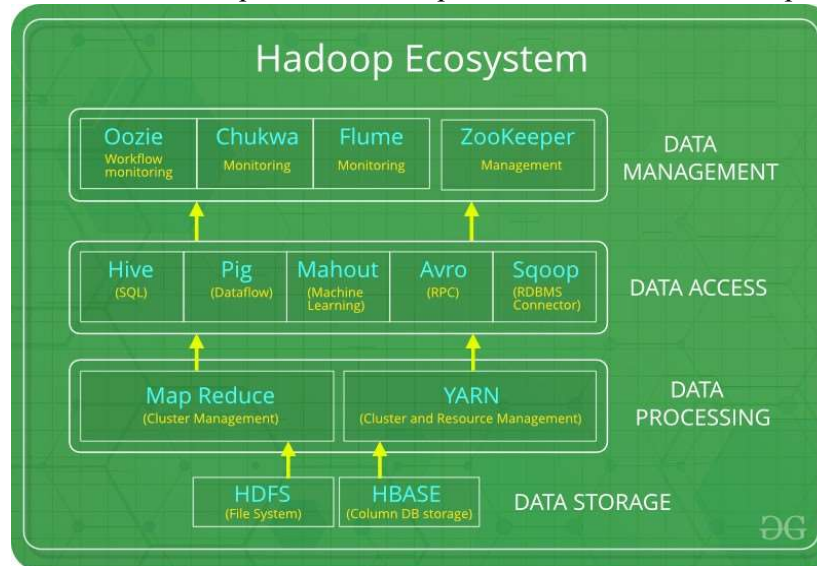 Hadoop Ecosystem
Oozie
Workflow
monitoring
Chukwa
Monitoring
Flume
Monitoring
ZooKeeper
Management
DATA
MANAGEMENT
Hive
(SQL)
Pig
(Dataflow)
Mahout
(Machine
Learning)
Avro
(RPC)
Sqoop
(RDBMS
Connector)
DATA ACCESS
Map Reduce
(Cluster Management)
YARN
(Cluster and Resource Management)
DATA
PROCESSING
HDFS
(File System)
HBASE
(Column DB storage)
DATA STORAGE